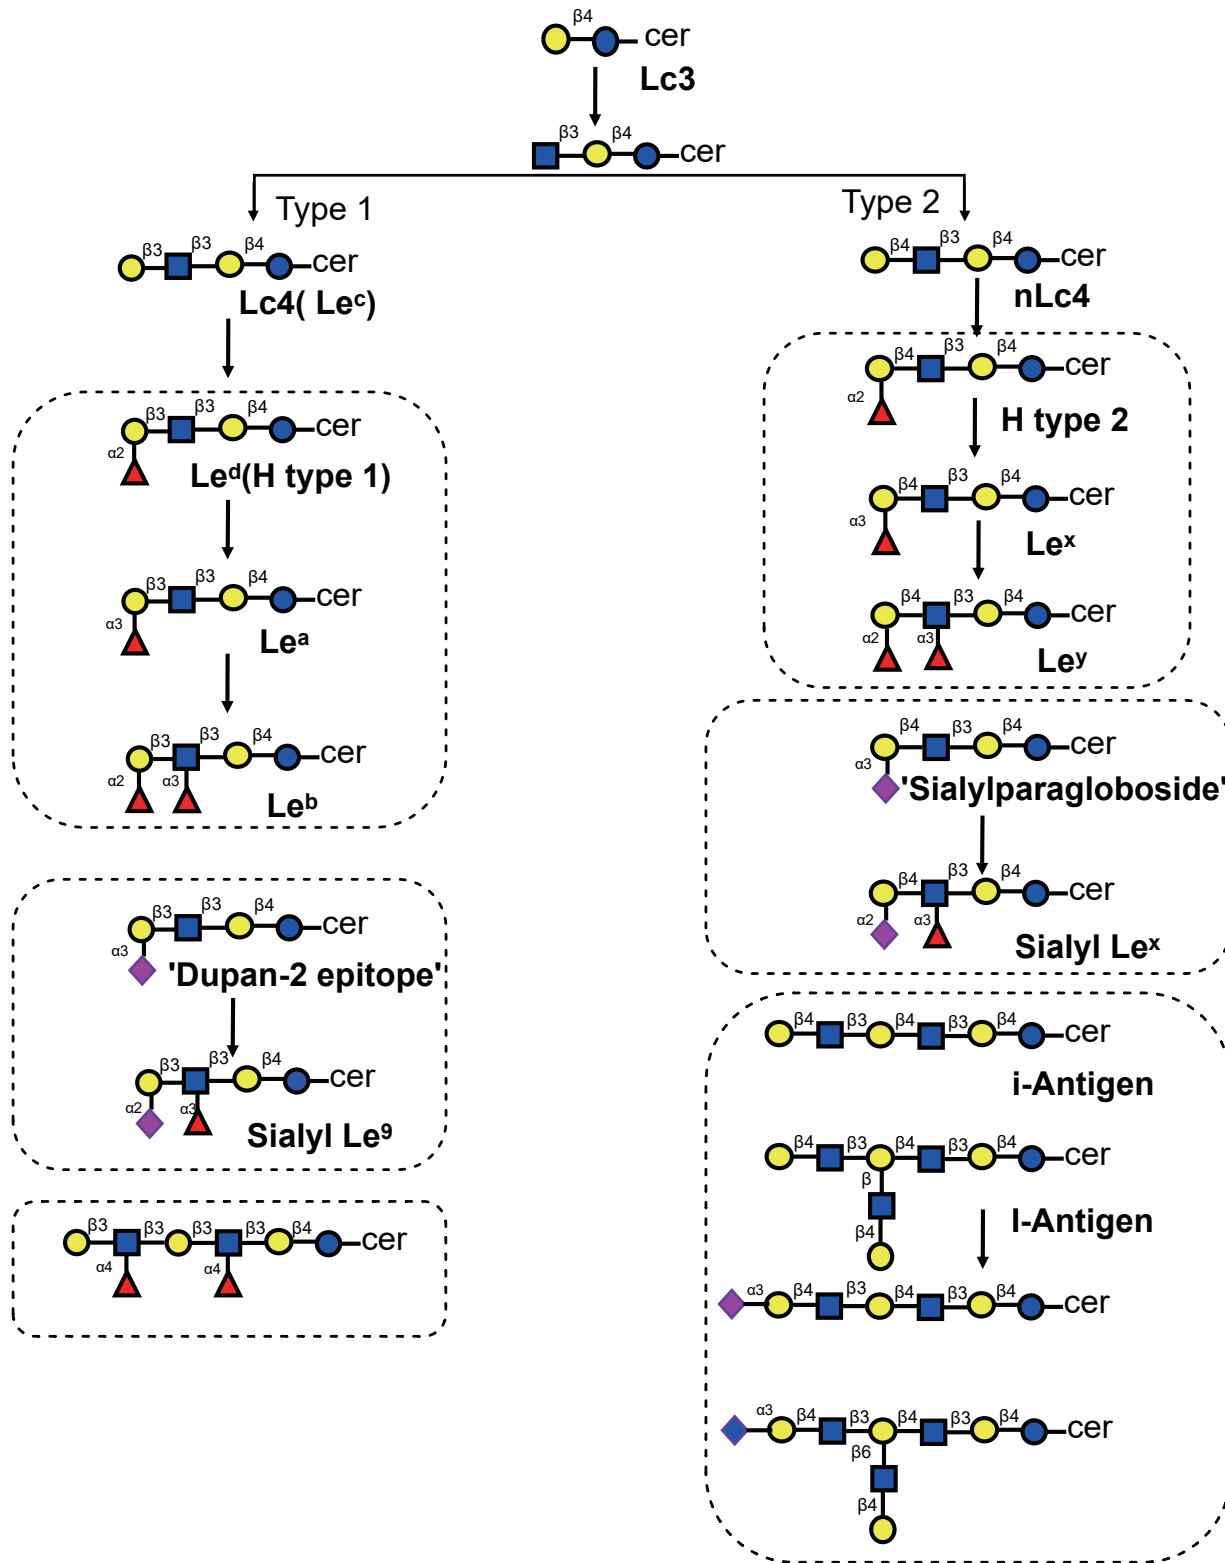 β4
cer
Lc3
β3 β4
cer
Type 1
Type 2
β3 β3 β4
cer
Lc4( Leᶜ)
β4 β3 β4
cer
nLc4
β4 β3 β4
cer
α2
H type 2
β3 β3 β4
cer
α2
Leᵈ(H type 1)
β4 β3 β4
cer
α3
Leˣ
β3 β3 β4
cer
α3
Leᵃ
β4 β3 β4
cer
α2 α3
Leʸ
β3 β3 β4
cer
α2 α3
Leᵇ
β4 β3 β4
cer
α3
'Sialylparagloboside'
β4 β3 β4
cer
α2 α3
Sialyl Leˣ
β3 β3 β4
cer
α3
'Dupan-2 epitope'
β3 β3 β4
cer
α2 α3
Sialyl Le⁹
β4 β3 β4 β3 β4
cer
i-Antigen
β4 β3 β4 β3 β4
cer
β
β4
I-Antigen
β3 β3 β3 β3 β4
cer
α4 α4
α3 β4 β3 β4 β3 β4
cer
α3 β4 β3 β4 β3 β4
cer
β6
β4